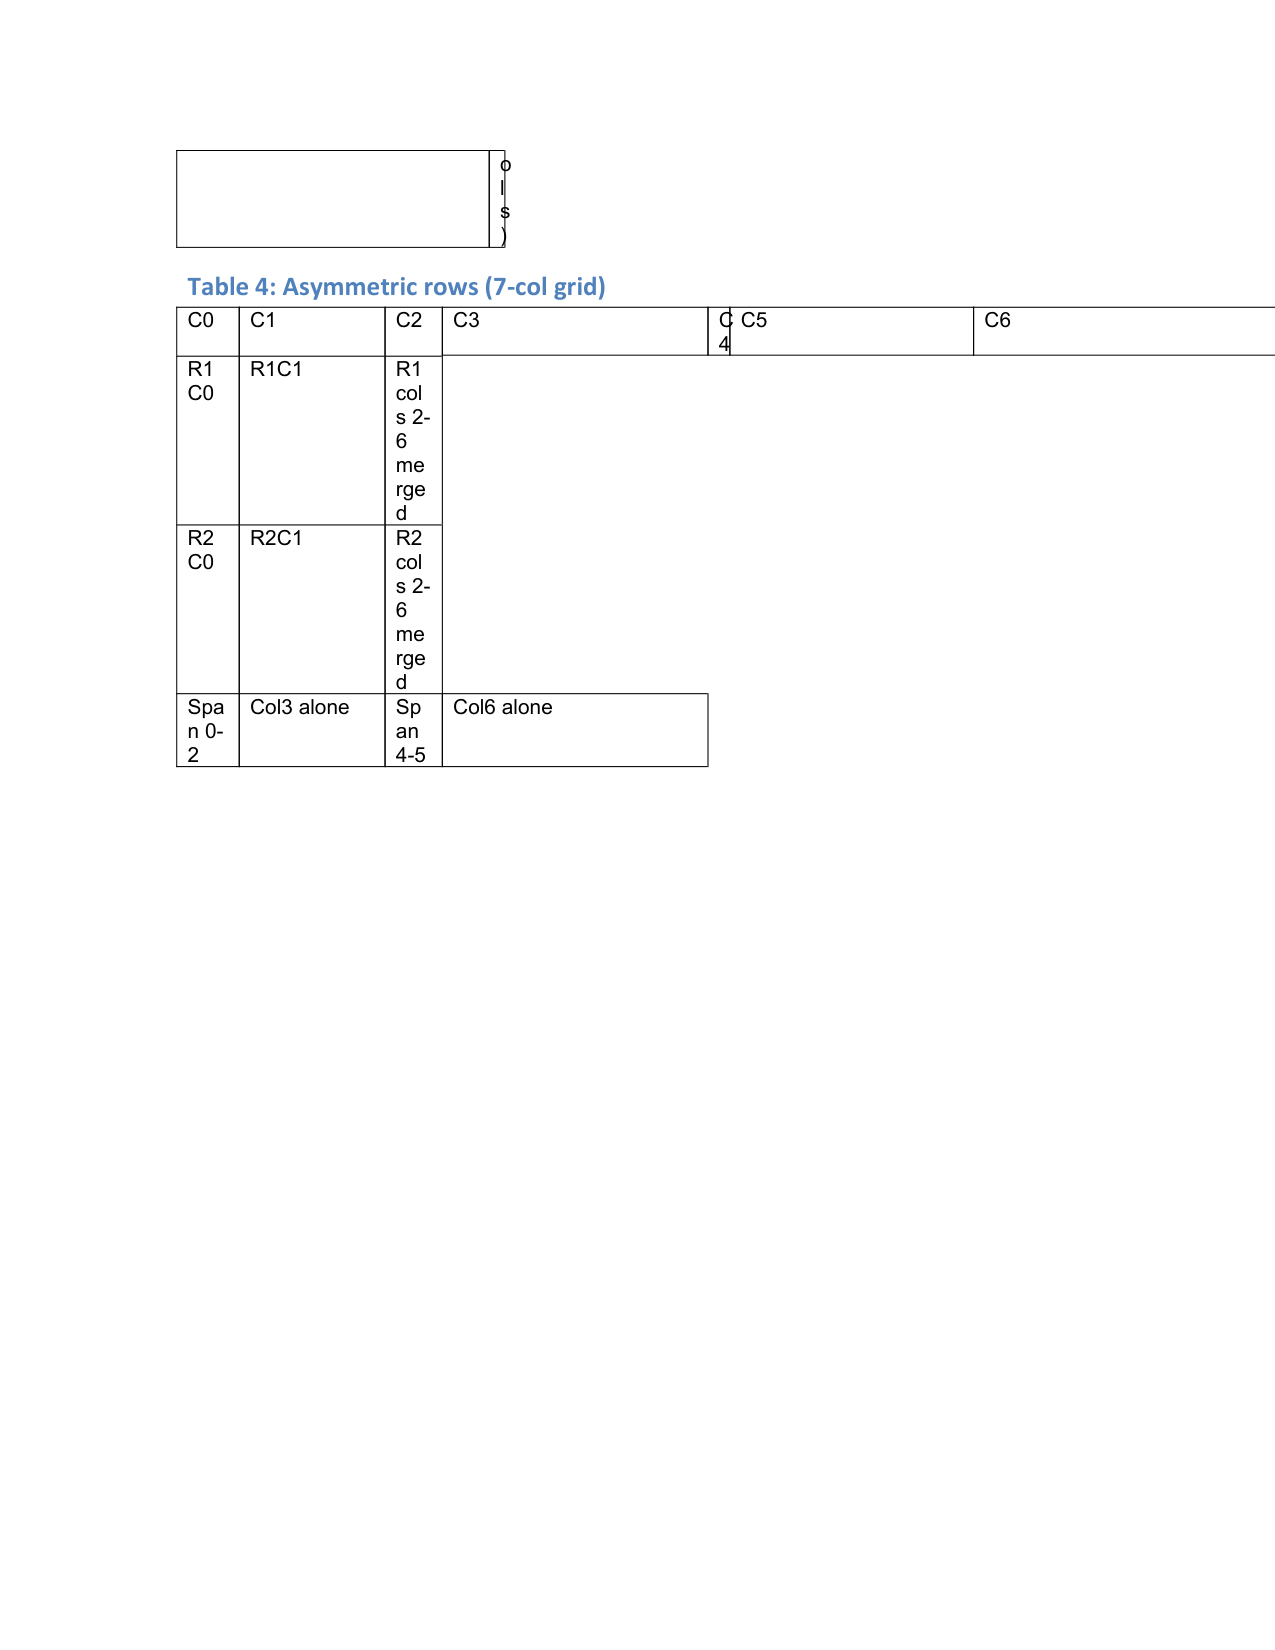 o
l
s
)
Table 4: Asymmetric rows (7-col grid)
C0 C1 C2 C3 C C5 C6
4
R1 R1C1 R1
C0 col
s 2-
6
me
rge
d
R2 R2C1 R2
C0 col
s 2-
6
me
rge
d
Spa Col3 alone Sp Col6 alone
n 0- an
2 4-5